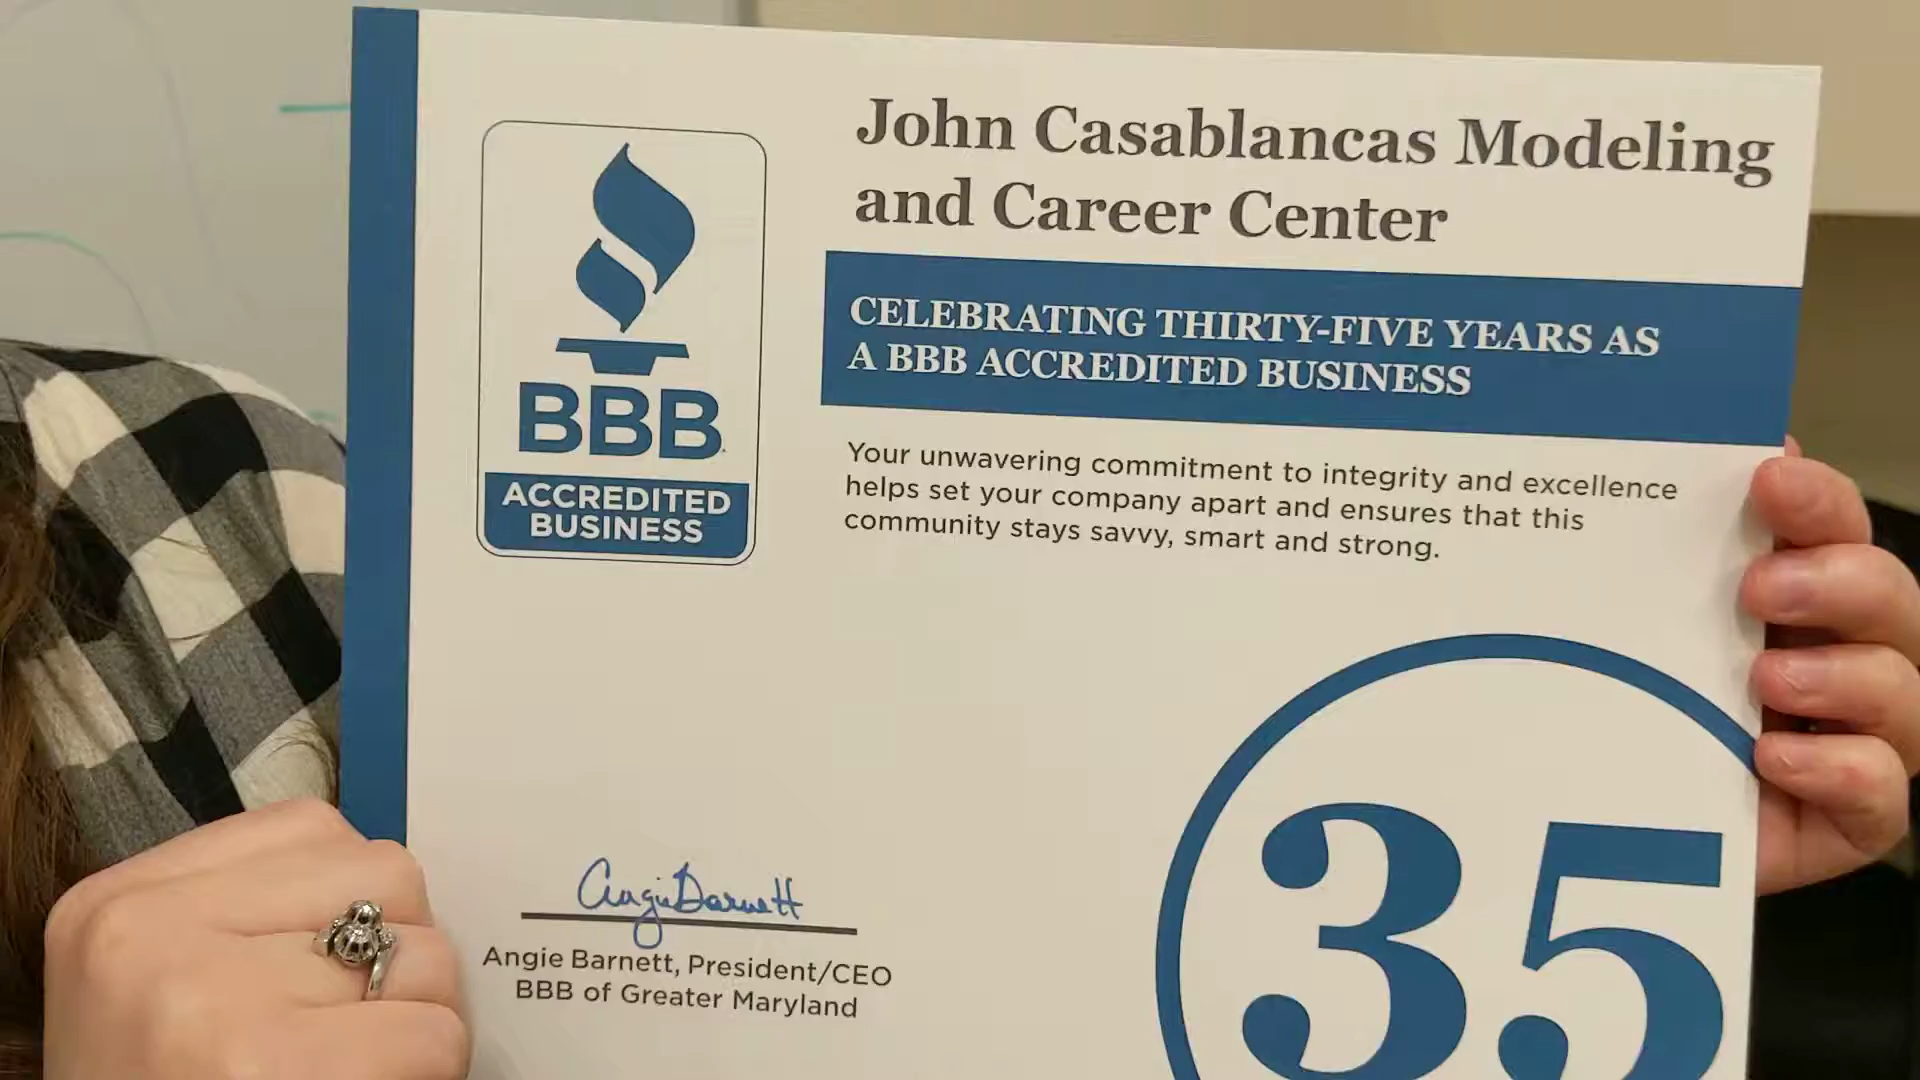 John Casablancas Modeling
and Career Center
CELEBRATING THIRTY-FIVE YEARS AS
A BBB ACCREDITED BUSINESS
BBB
ACCREDITED
BUSINESS
Your unwavering commitment to integrity and excellence
helps set your company apart and ensures that this
community stays savvy, smart and strong.
35
Angie Barnett
Angie Barnett, President/CEO
BBB of Greater Maryland